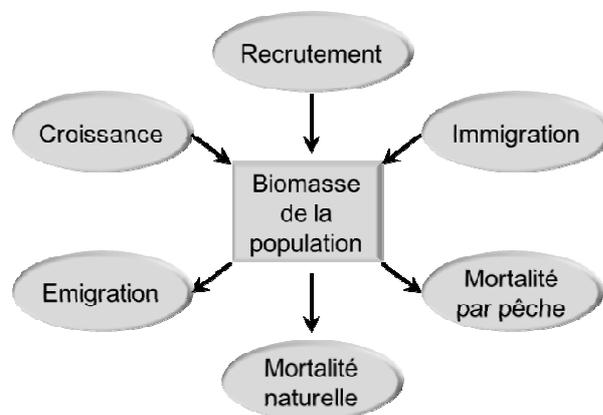 Recrutement
Croissance
Immigration
Biomasse
de la
population
Emigration
Mortalité
par pêche
Mortalité
naturelle